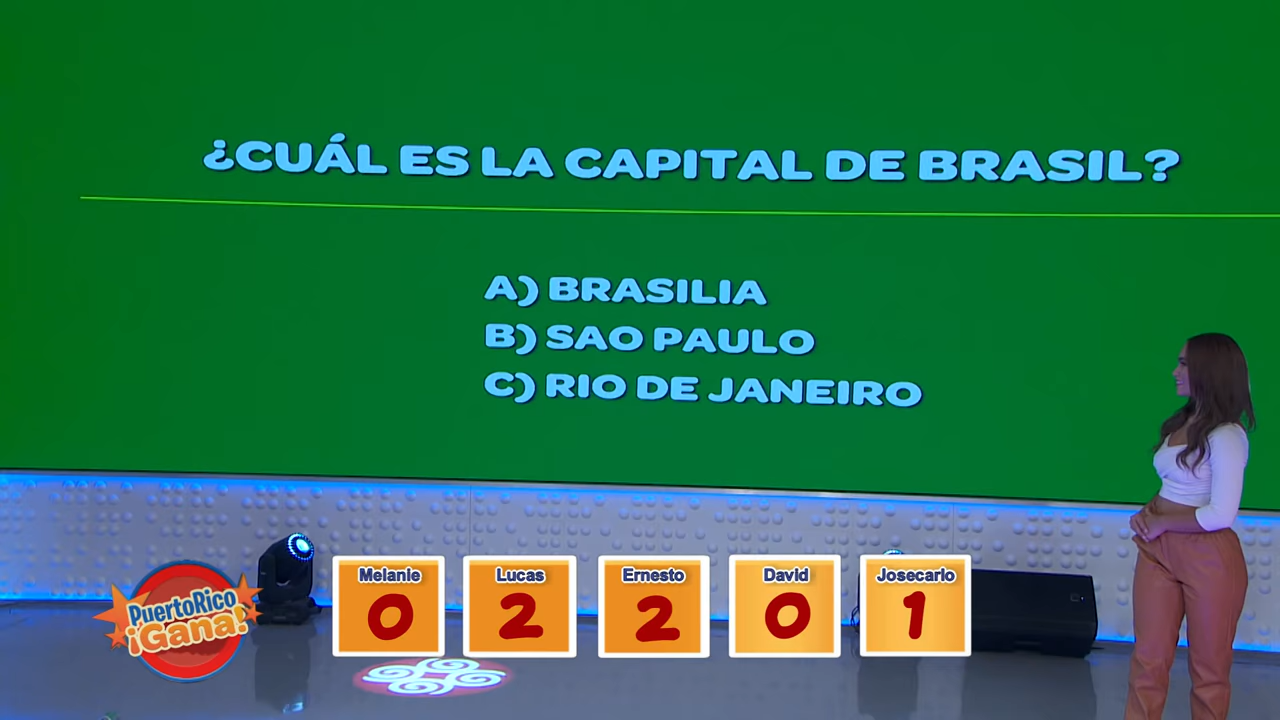 ¿CUÁL ES LA CAPITAL DE BRASIL?
A) BRASILIA
B) SAO PAULO
C) RIO DE JANEIRO
Melanie
0
Lucas
2
Ernesto
2
David
0
Josecarlo
1
PuertoRico
¡Gana!